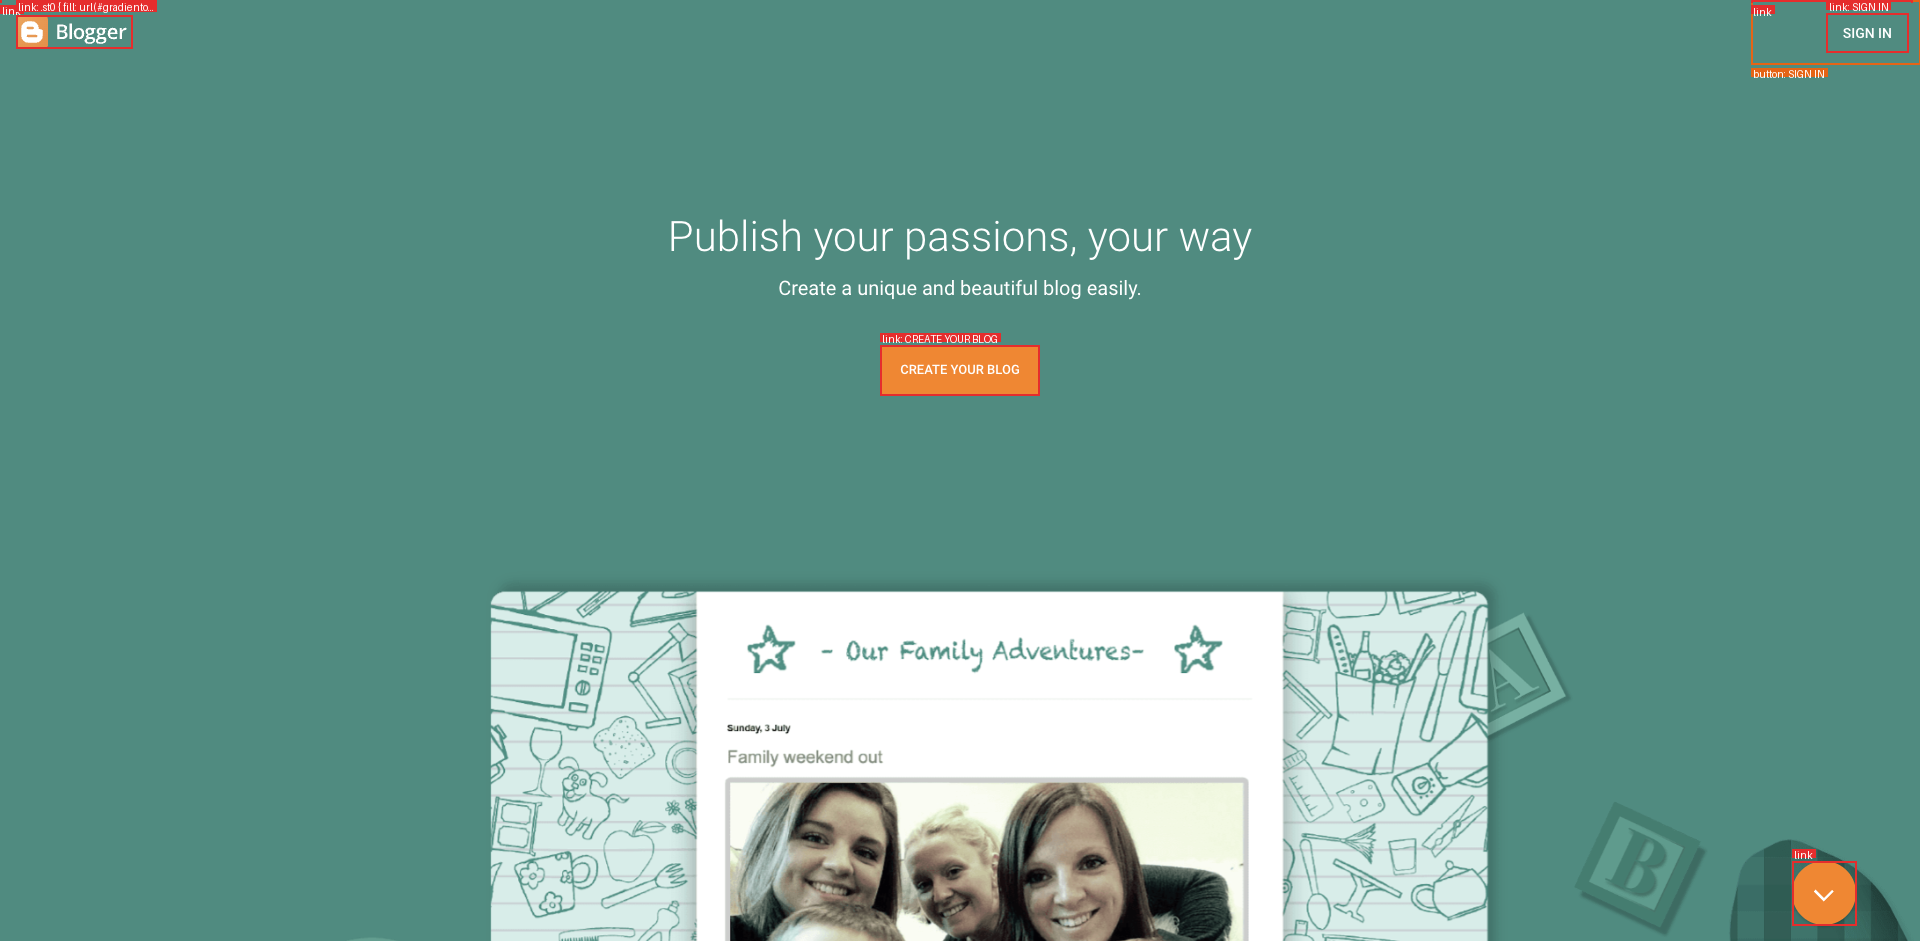 link
link: .st0 { fill: url(#gradiento...
Blogger
link
link: SIGN IN
SIGN IN
button: SIGN IN
Publish your passions, your way
Create a unique and beautiful blog easily.
link: CREATE YOUR BLOG
CREATE YOUR BLOG
- Our Family Adventures-
Sunday, 3 July
Family weekend out
A
B
link